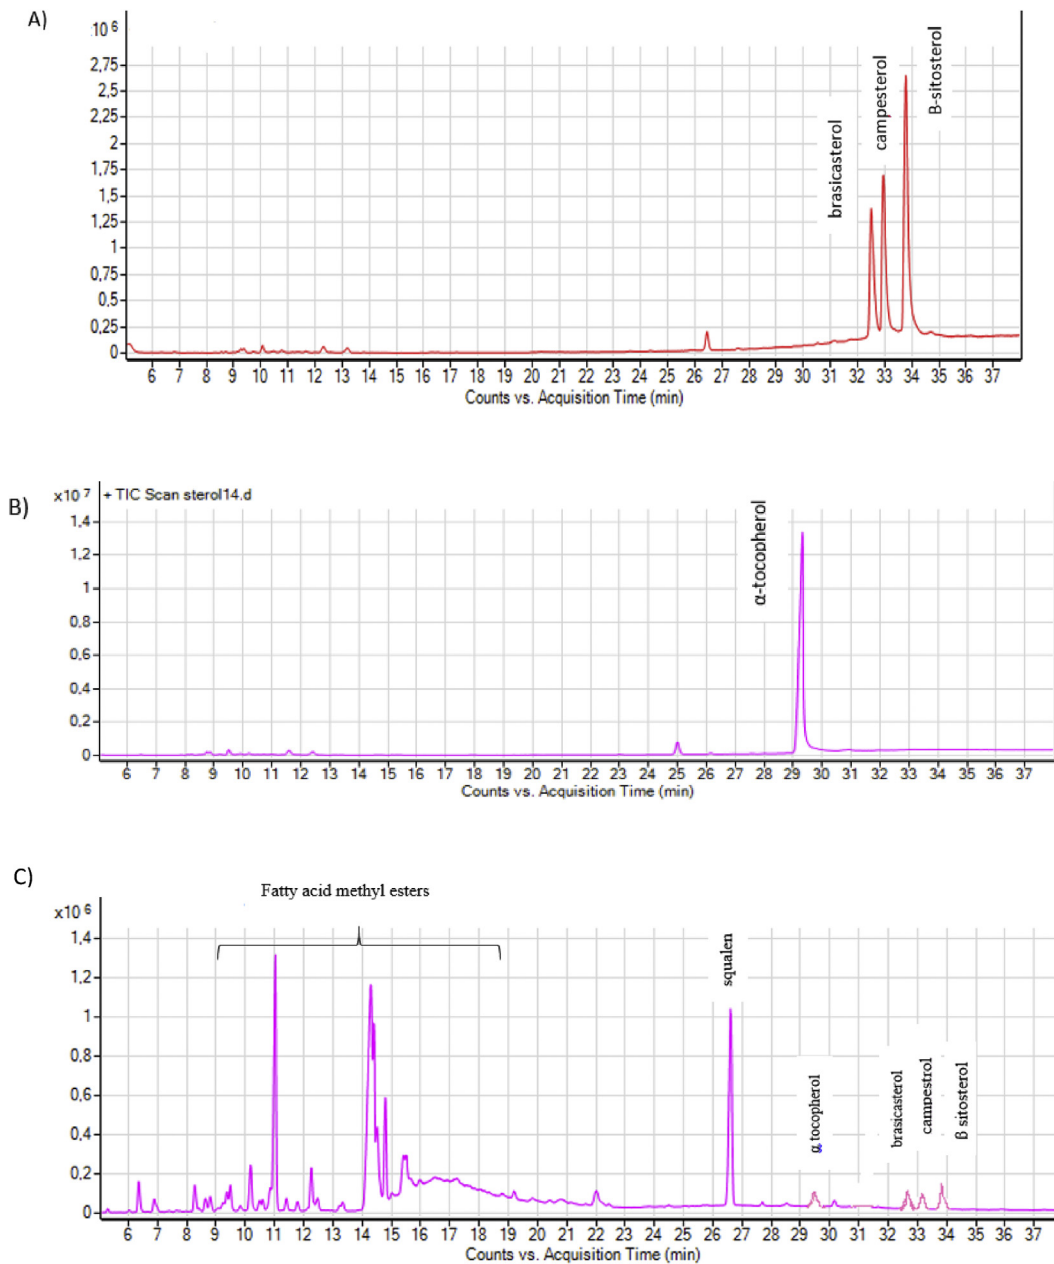 A)
:10 6
2,75
2,5
2,25
2
1,75
1,5
1,25
1
0,75
0,5
0,25
0
brasicasterol
campesterol
B-sitosterol
6 7 8 9 10 11 12 13 14 15 16 17 18 19 20 21 22 23 24 25 26 27 28 29 30 31 32 33 34 35 36 37
Counts vs. Acquisition Time (min)
B)
x10 7
+ TIC Scan sterol14.d
1,4
1,2
1
0,8
0,6
0,4
0,2
0
α-tocopherol
6 7 8 9 10 11 12 13 14 15 16 17 18 19 20 21 22 23 24 25 26 27 28 29 30 31 32 33 34 35 36 37
Counts vs. Acquisition Time (min)
C)
Fatty acid methyl esters
x10 6
1,4
1,2
1
0,8
0,6
0,4
0,2
0
squalen
α tocopherol
brasicasterol
campestrol
β sitosterol
6 7 8 9 10 11 12 13 14 15 16 17 18 19 20 21 22 23 24 25 26 27 28 29 30 31 32 33 34 35 36 37
Counts vs. Acquisition Time (min)